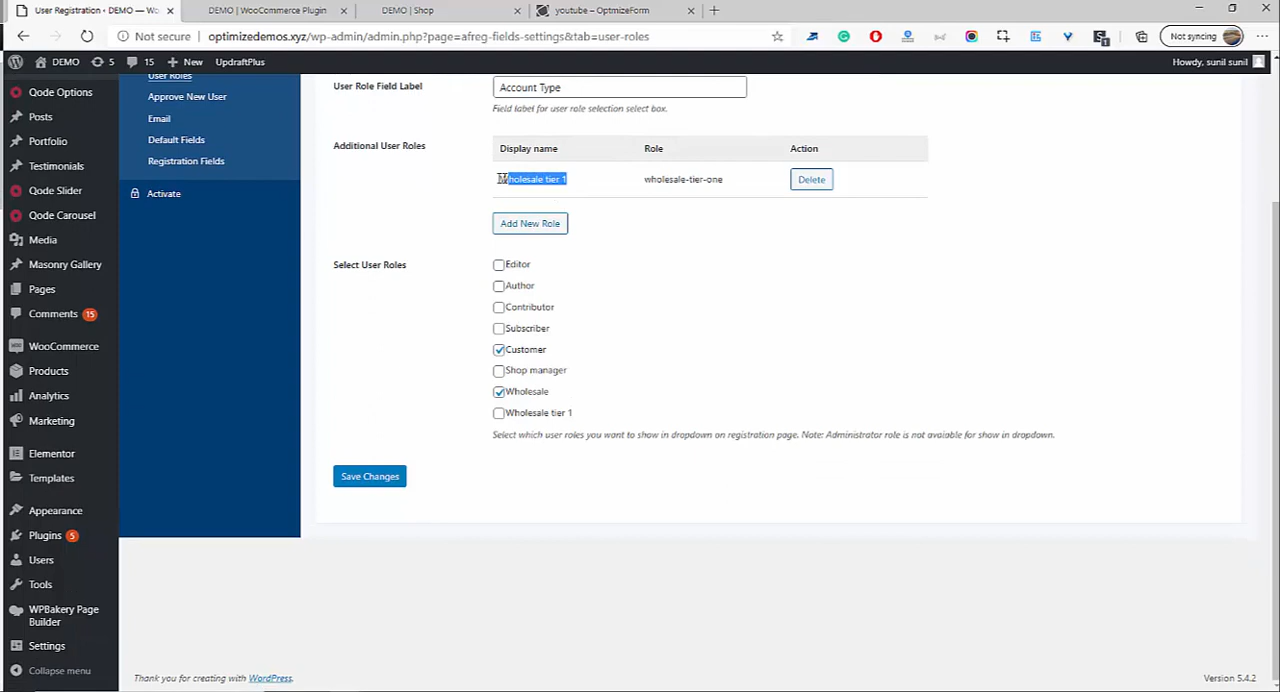 User Registration ‹ DEMO — Wo
DEMO | WooCommerce Plugin
DEMO | Shop
youtube – OptmizeForm
Not secure
optimizedemos.xyz/wp-admin/admin.php?page=afreg-fields-settings&tab=user-roles
Not syncing
DEMO
5
15
New
UpdraftPlus
Howdy, sunil sunil
Qode Options
Posts
Portfolio
Testimonials
Qode Slider
Qode Carousel
Media
Masonry Gallery
Pages
Comments 15
WooCommerce
Products
Analytics
Marketing
Elementor
Templates
Appearance
Plugins 5
Users
Tools
WPBakery Page
Builder
Settings
Collapse menu
User Roles
Approve New User
Email
Default Fields
Registration Fields
Activate
User Role Field Label
Account Type
Field label for user role selection select box.
Additional User Roles
Display name Role Action
Wholesale tier 1 wholesale-tier-one Delete
Add New Role
Select User Roles
Editor
Author
Contributor
Subscriber
Customer
Shop manager
Wholesale
Wholesale tier 1
Select which user roles you want to show in dropdown on registration page. Note: Administrator role is not avaiable for show in dropdown.
Save Changes
Thank you for creating with WordPress.
Version 5.4.2